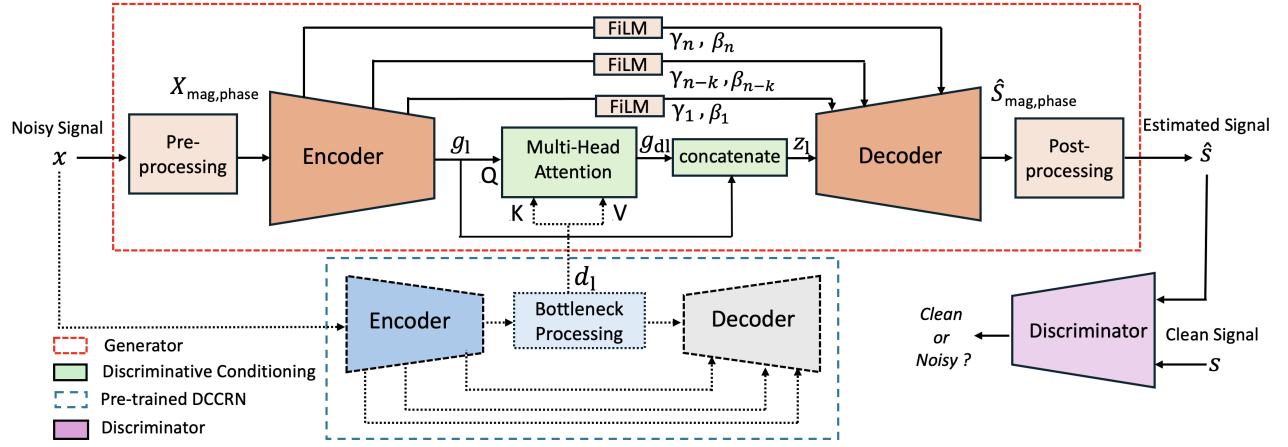 FiLM
γn , βn
FiLM
γn−k , βn−k
FiLM
γ1 , β1
Xmag,phase
Ŝmag,phase
Noisy Signal
x
Pre-
processing
Encoder
gl
Q
Multi-Head
Attention
K
V
gdl
concatenate
zl
Decoder
Post-
processing
Estimated Signal
ŝ
dl
Encoder
Bottleneck
Processing
Decoder
Clean
or
Noisy ?
Discriminator
Clean Signal
s
Generator
Discriminative Conditioning
Pre-trained DCCRN
Discriminator